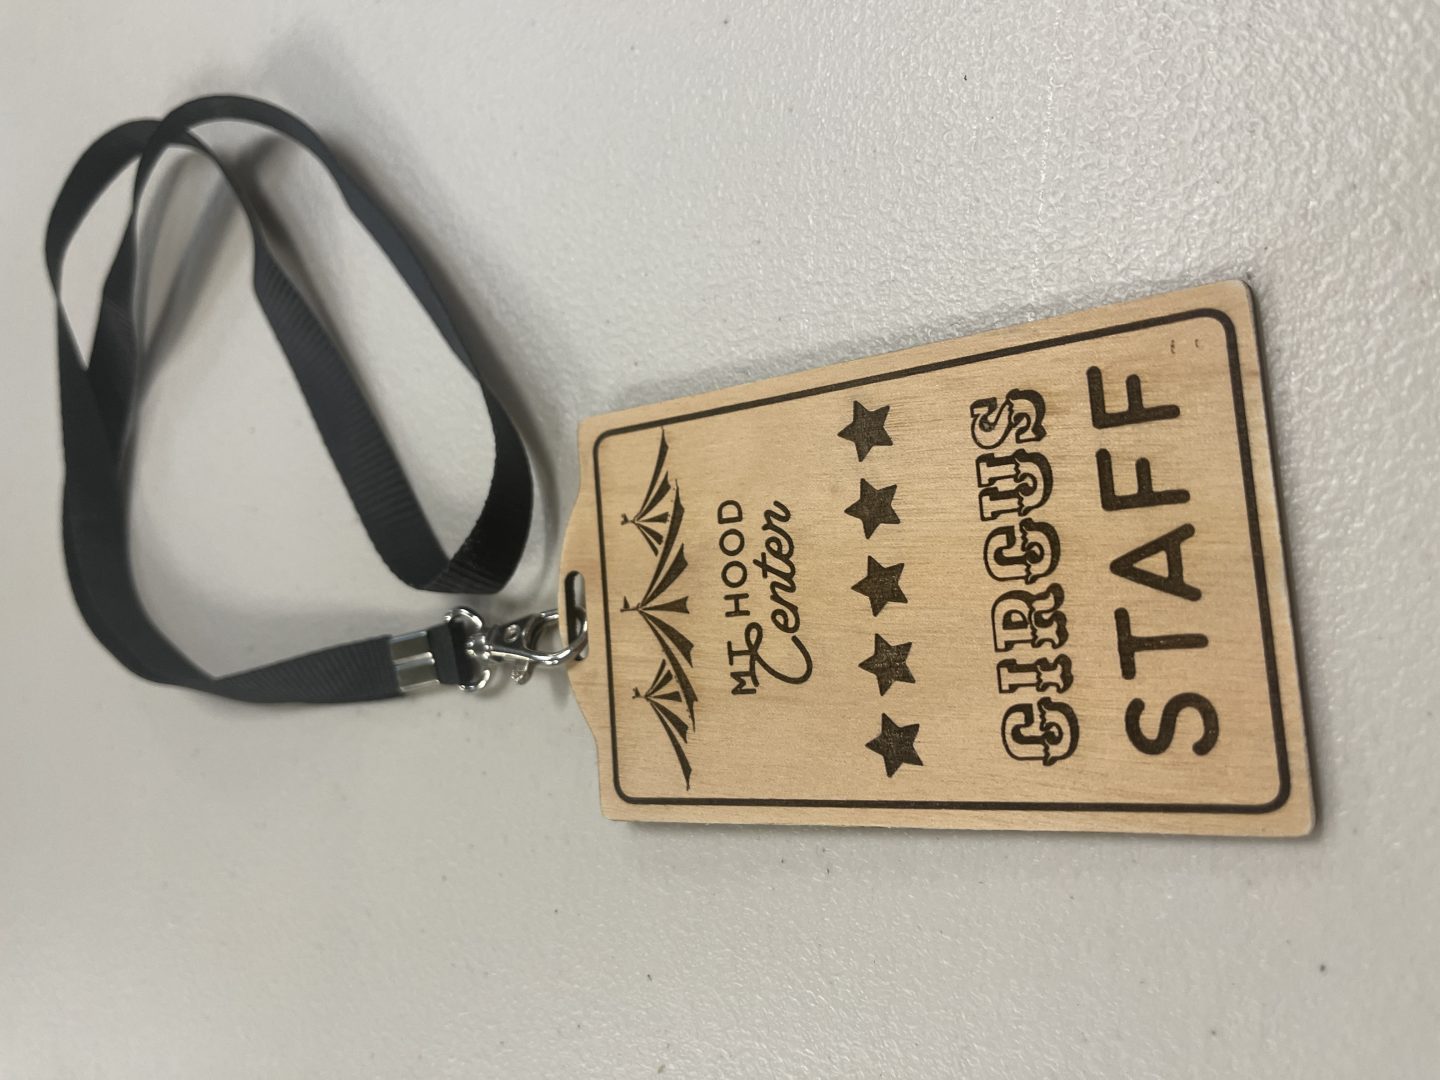 MT HOOD
Center
CIRCUS
STAFF